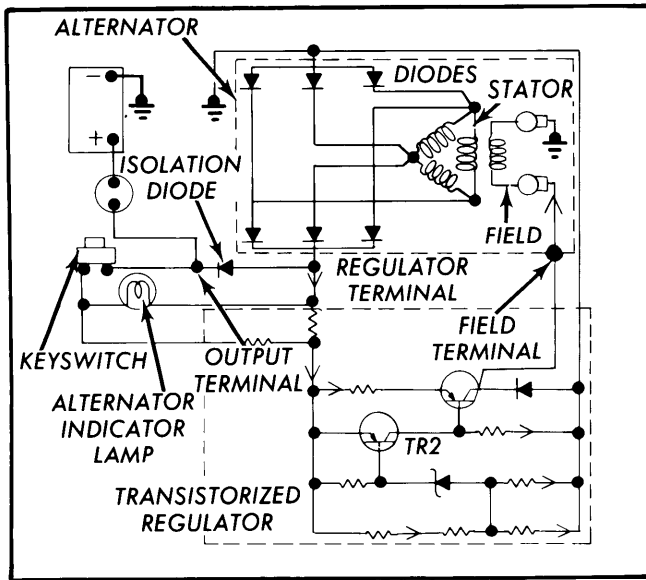 ALTERNATOR
DIODES
STATOR
-
+
ISOLATION
DIODE
FIELD
REGULATOR
TERMINAL
FIELD
TERMINAL
KEYSWITCH
OUTPUT
TERMINAL
ALTERNATOR
INDICATOR
LAMP
TR2
TRANSISTORIZED
REGULATOR